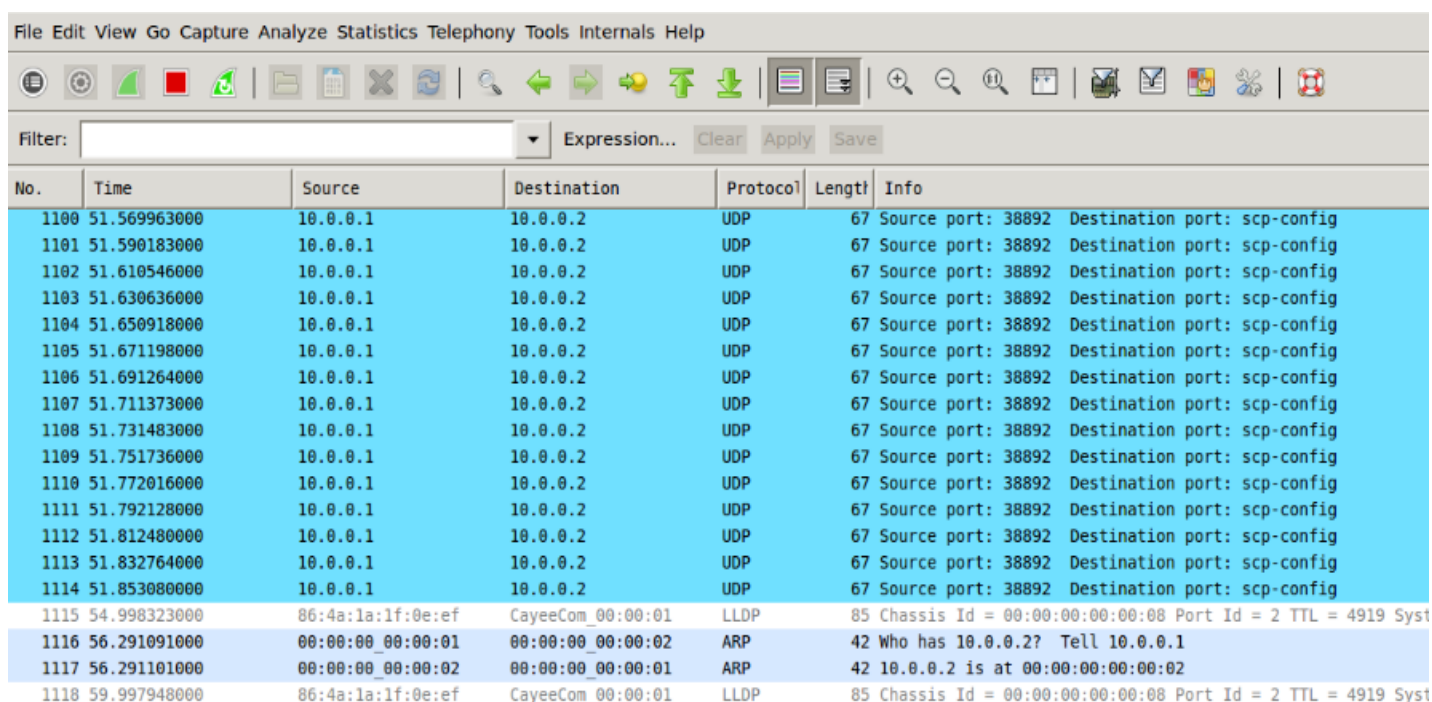 File Edit View Go Capture Analyze Statistics Telephony Tools Internals Help
Filter: Expression... Clear Apply Save
No. Time Source Destination Protocol Length Info
1100 51.569963000 10.0.0.1 10.0.0.2 UDP 67 Source port: 38892 Destination port: scp-config
1101 51.590183000 10.0.0.1 10.0.0.2 UDP 67 Source port: 38892 Destination port: scp-config
1102 51.610546000 10.0.0.1 10.0.0.2 UDP 67 Source port: 38892 Destination port: scp-config
1103 51.630636000 10.0.0.1 10.0.0.2 UDP 67 Source port: 38892 Destination port: scp-config
1104 51.650918000 10.0.0.1 10.0.0.2 UDP 67 Source port: 38892 Destination port: scp-config
1105 51.671198000 10.0.0.1 10.0.0.2 UDP 67 Source port: 38892 Destination port: scp-config
1106 51.691264000 10.0.0.1 10.0.0.2 UDP 67 Source port: 38892 Destination port: scp-config
1107 51.711373000 10.0.0.1 10.0.0.2 UDP 67 Source port: 38892 Destination port: scp-config
1108 51.731483000 10.0.0.1 10.0.0.2 UDP 67 Source port: 38892 Destination port: scp-config
1109 51.751736000 10.0.0.1 10.0.0.2 UDP 67 Source port: 38892 Destination port: scp-config
1110 51.772016000 10.0.0.1 10.0.0.2 UDP 67 Source port: 38892 Destination port: scp-config
1111 51.792128000 10.0.0.1 10.0.0.2 UDP 67 Source port: 38892 Destination port: scp-config
1112 51.812480000 10.0.0.1 10.0.0.2 UDP 67 Source port: 38892 Destination port: scp-config
1113 51.832764000 10.0.0.1 10.0.0.2 UDP 67 Source port: 38892 Destination port: scp-config
1114 51.853080000 10.0.0.1 10.0.0.2 UDP 67 Source port: 38892 Destination port: scp-config
1115 54.998323000 86:4a:1a:1f:0e:ef CayeeCom_00:00:01 LLDP 85 Chassis Id = 00:00:00:00:00:08 Port Id = 2 TTL = 4919 Syst
1116 56.291091000 00:00:00_00:00:01 00:00:00_00:00:02 ARP 42 Who has 10.0.0.2? Tell 10.0.0.1
1117 56.291101000 00:00:00_00:00:02 00:00:00_00:00:01 ARP 42 10.0.0.2 is at 00:00:00:00:00:02
1118 59.997948000 86:4a:1a:1f:0e:ef CayeeCom_00:00:01 LLDP 85 Chassis Id = 00:00:00:00:00:08 Port Id = 2 TTL = 4919 Syst